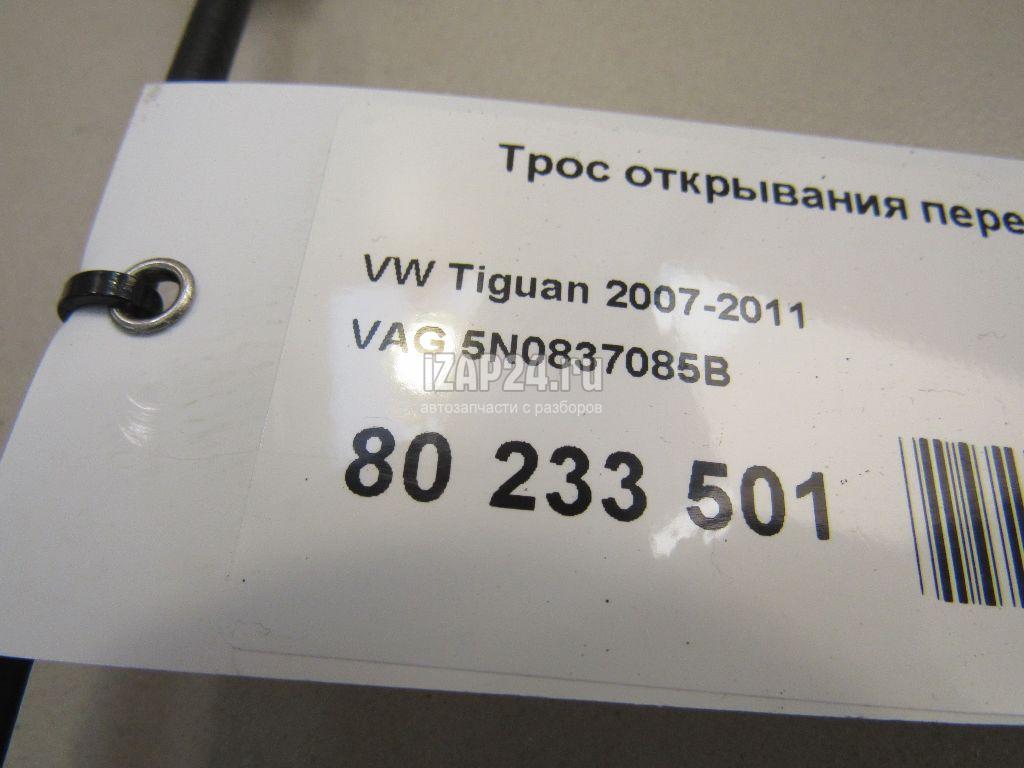 Трос открывания пере
VW Tiguan 2007-2011
VAG 5N0837085B
iZAP24.ru
автозапчасти с разборов
80 233 501